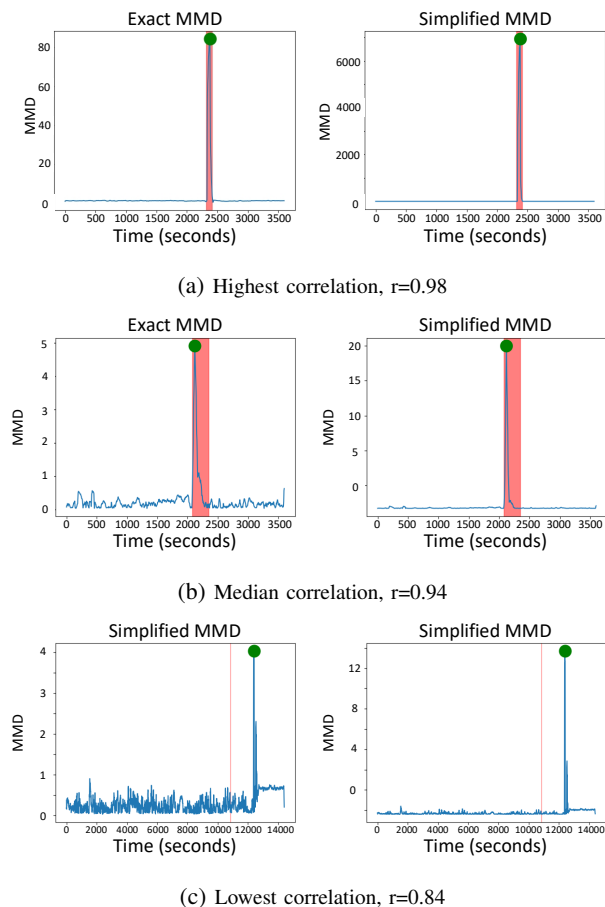 Exact MMD Simplified MMD
MMD
80
60
40
20
0
0 500 1000 1500 2000 2500 3000 3500
Time (seconds)
MMD
6000
4000
2000
0
0 500 1000 1500 2000 2500 3000 3500
Time (seconds)
(a) Highest correlation, r=0.98
Exact MMD Simplified MMD
MMD
5
4
3
2
1
0
0 500 1000 1500 2000 2500 3000 3500
Time (seconds)
MMD
20
15
10
5
0
0 500 1000 1500 2000 2500 3000 3500
Time (seconds)
(b) Median correlation, r=0.94
Simplified MMD Simplified MMD
MMD
4
3
2
1
0
0 2000 4000 6000 8000 10000 12000 14000
Time (seconds)
MMD
12
8
4
0
0 2000 4000 6000 8000 10000 12000 14000
Time (seconds)
(c) Lowest correlation, r=0.84